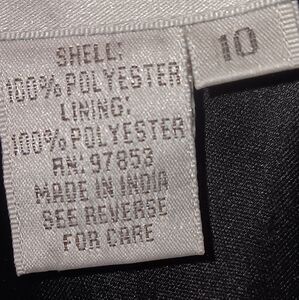 SHELL:
100% POLYESTER
LINING:
100% POLYESTER
RN: 97853
MADE IN INDIA
SEE REVERSE
FOR CARE
10